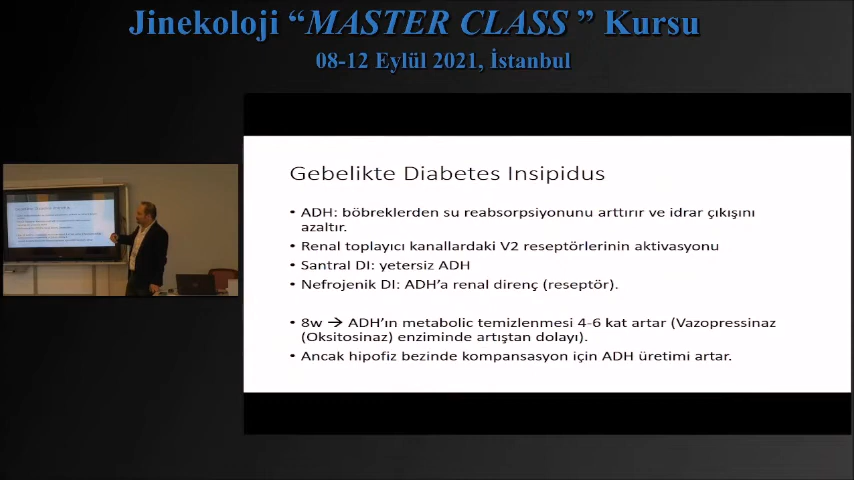 Jinekoloji “MASTER CLASS ” Kursu
08-12 Eylül 2021, İstanbul
Gebelikte Diabetes Insipidus
• ADH: böbreklerden su reabsorpsiyonunu arttırır ve idrar çıkışını
azaltır.
• Renal toplayıcı kanallardaki V2 reseptörlerinin aktivasyonu
• Santral DI: yetersiz ADH
• Nefrojenik DI: ADH’a renal direnç (reseptör).
• 8w → ADH’ın metabolic temizlenmesi 4-6 kat artar (Vazopressinaz
(Oksitosinaz) enziminde artıştan dolayı).
• Ancak hipofiz bezinde kompansasyon için ADH üretimi artar.